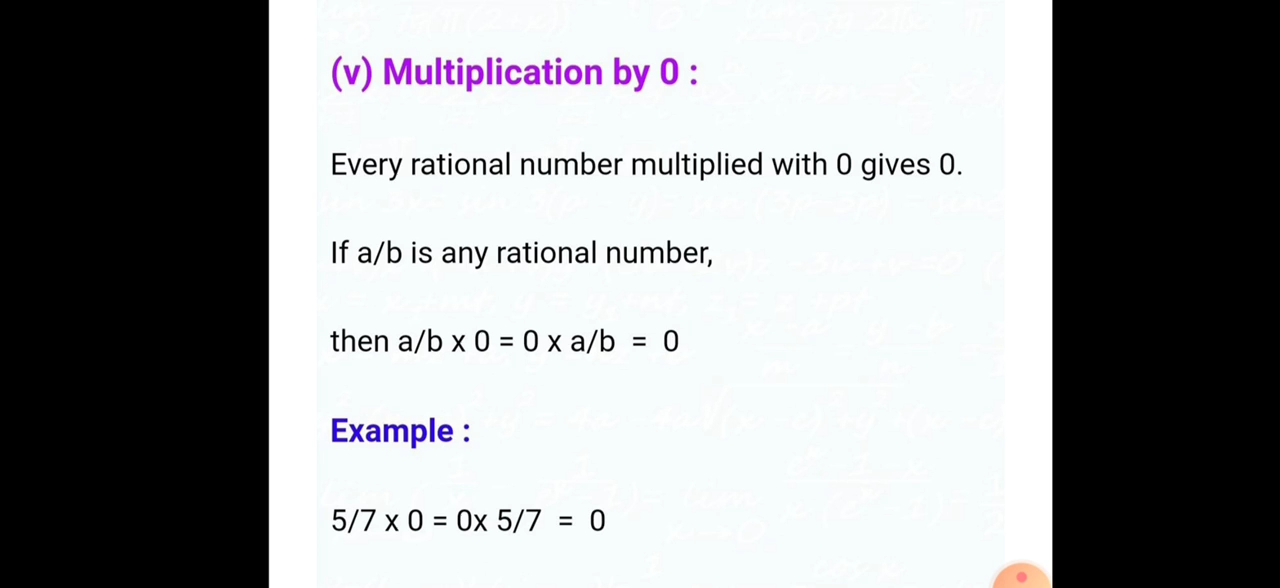 (v) Multiplication by 0 :
Every rational number multiplied with 0 gives 0.
If a/b is any rational number,
then a/b x 0 = 0 x a/b  =  0
Example :
5/7 x 0 = 0x 5/7  =  0